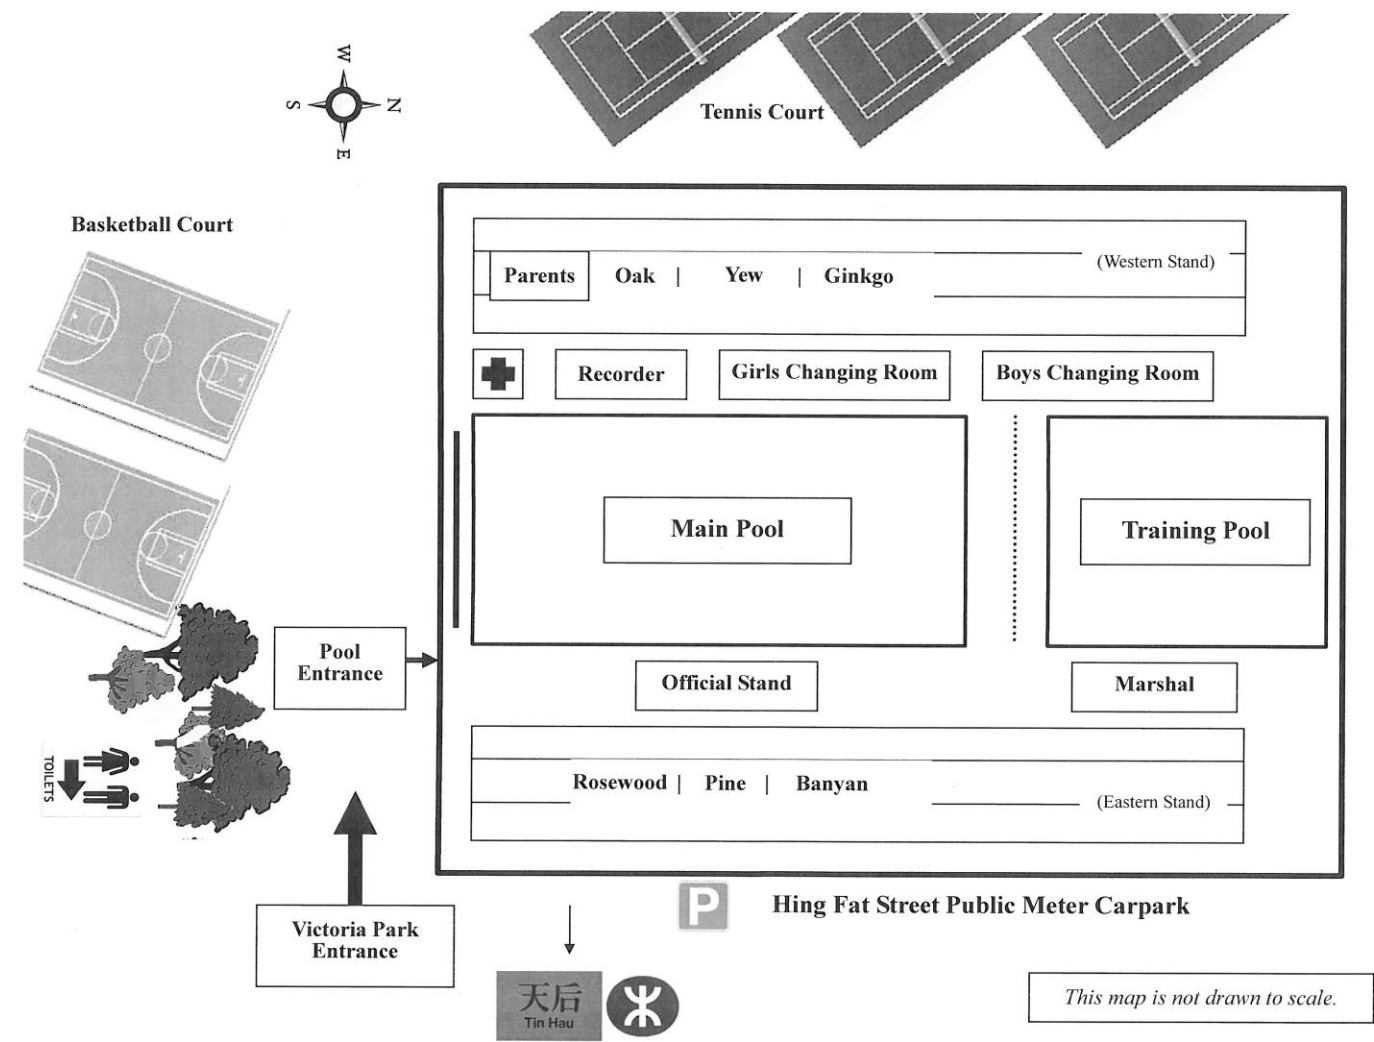 W
S
N
E
Tennis Court
Basketball Court
(Western Stand)
Parents
Oak | Yew | Ginkgo
Recorder
Girls Changing Room
Boys Changing Room
Main Pool
Training Pool
Pool
Entrance
Official Stand
Marshal
TOILETS
Rosewood | Pine | Banyan
(Eastern Stand)
P
Hing Fat Street Public Meter Carpark
Victoria Park
Entrance
天后
Tin Hau
This map is not drawn to scale.